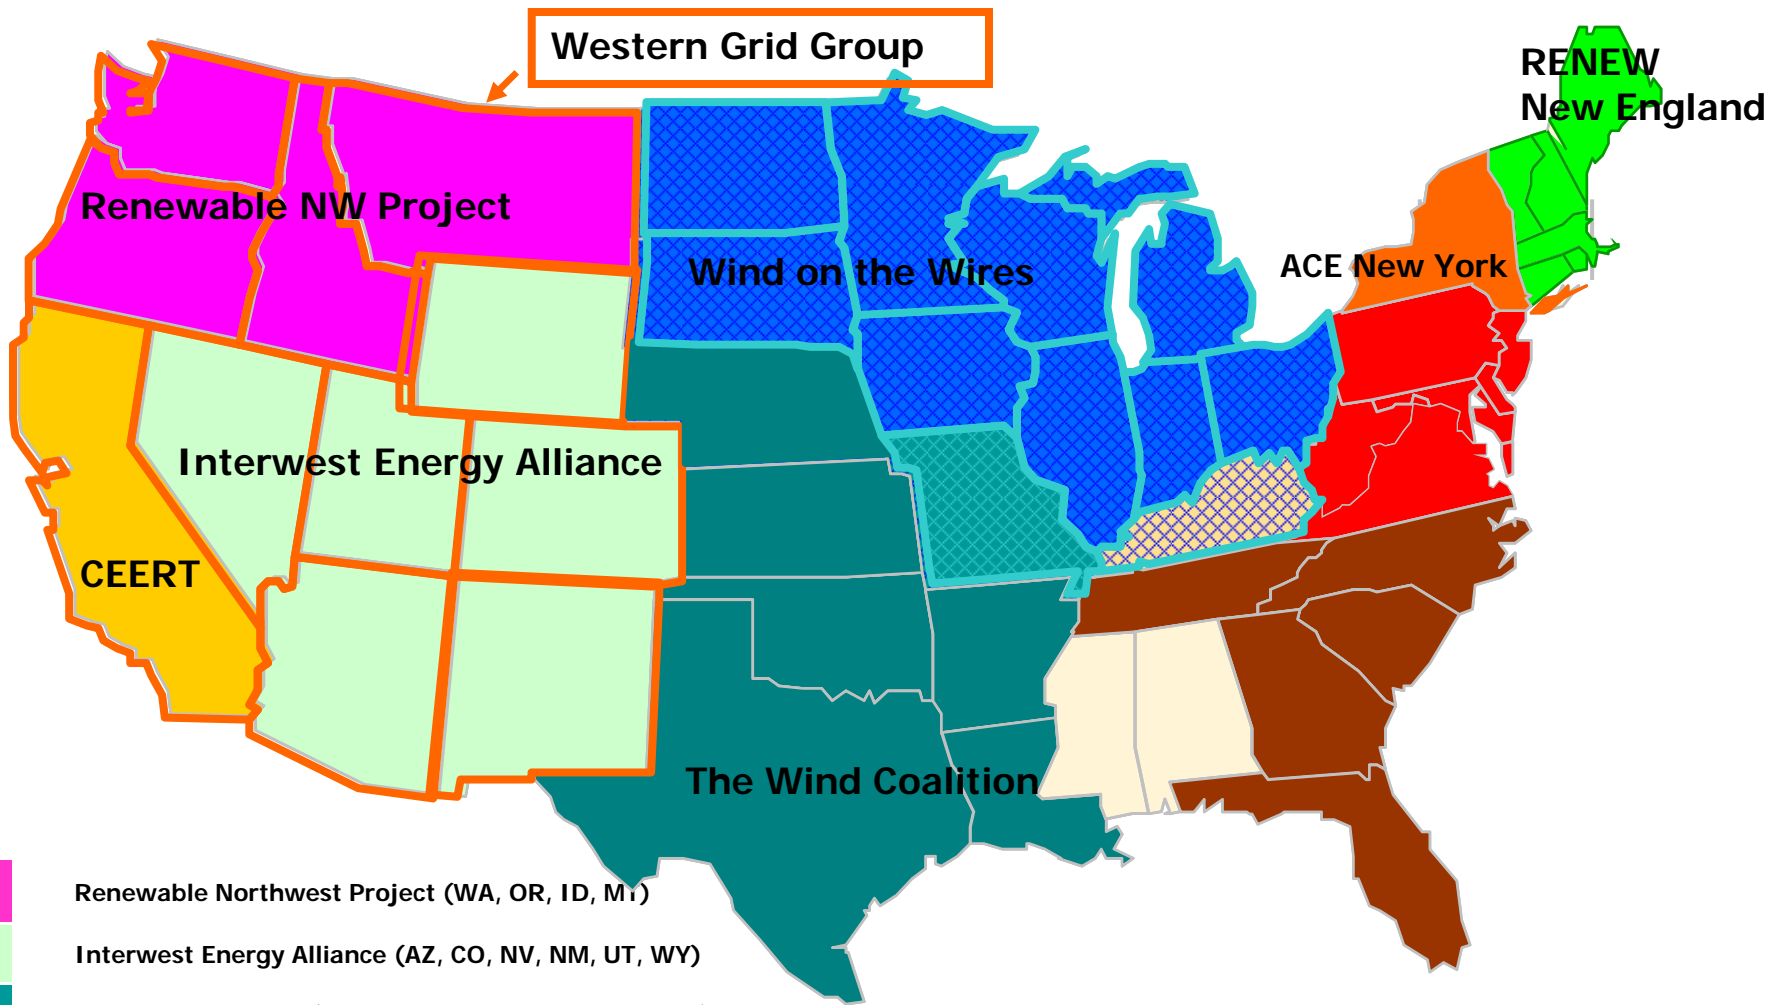 Western Grid Group
RENEW
New England
Renewable NW Project
Wind on the Wires
ACE New York
Interwest Energy Alliance
CEERT
The Wind Coalition
Renewable Northwest Project (WA, OR, ID, MT)
Interwest Energy Alliance (AZ, CO, NV, NM, UT, WY)